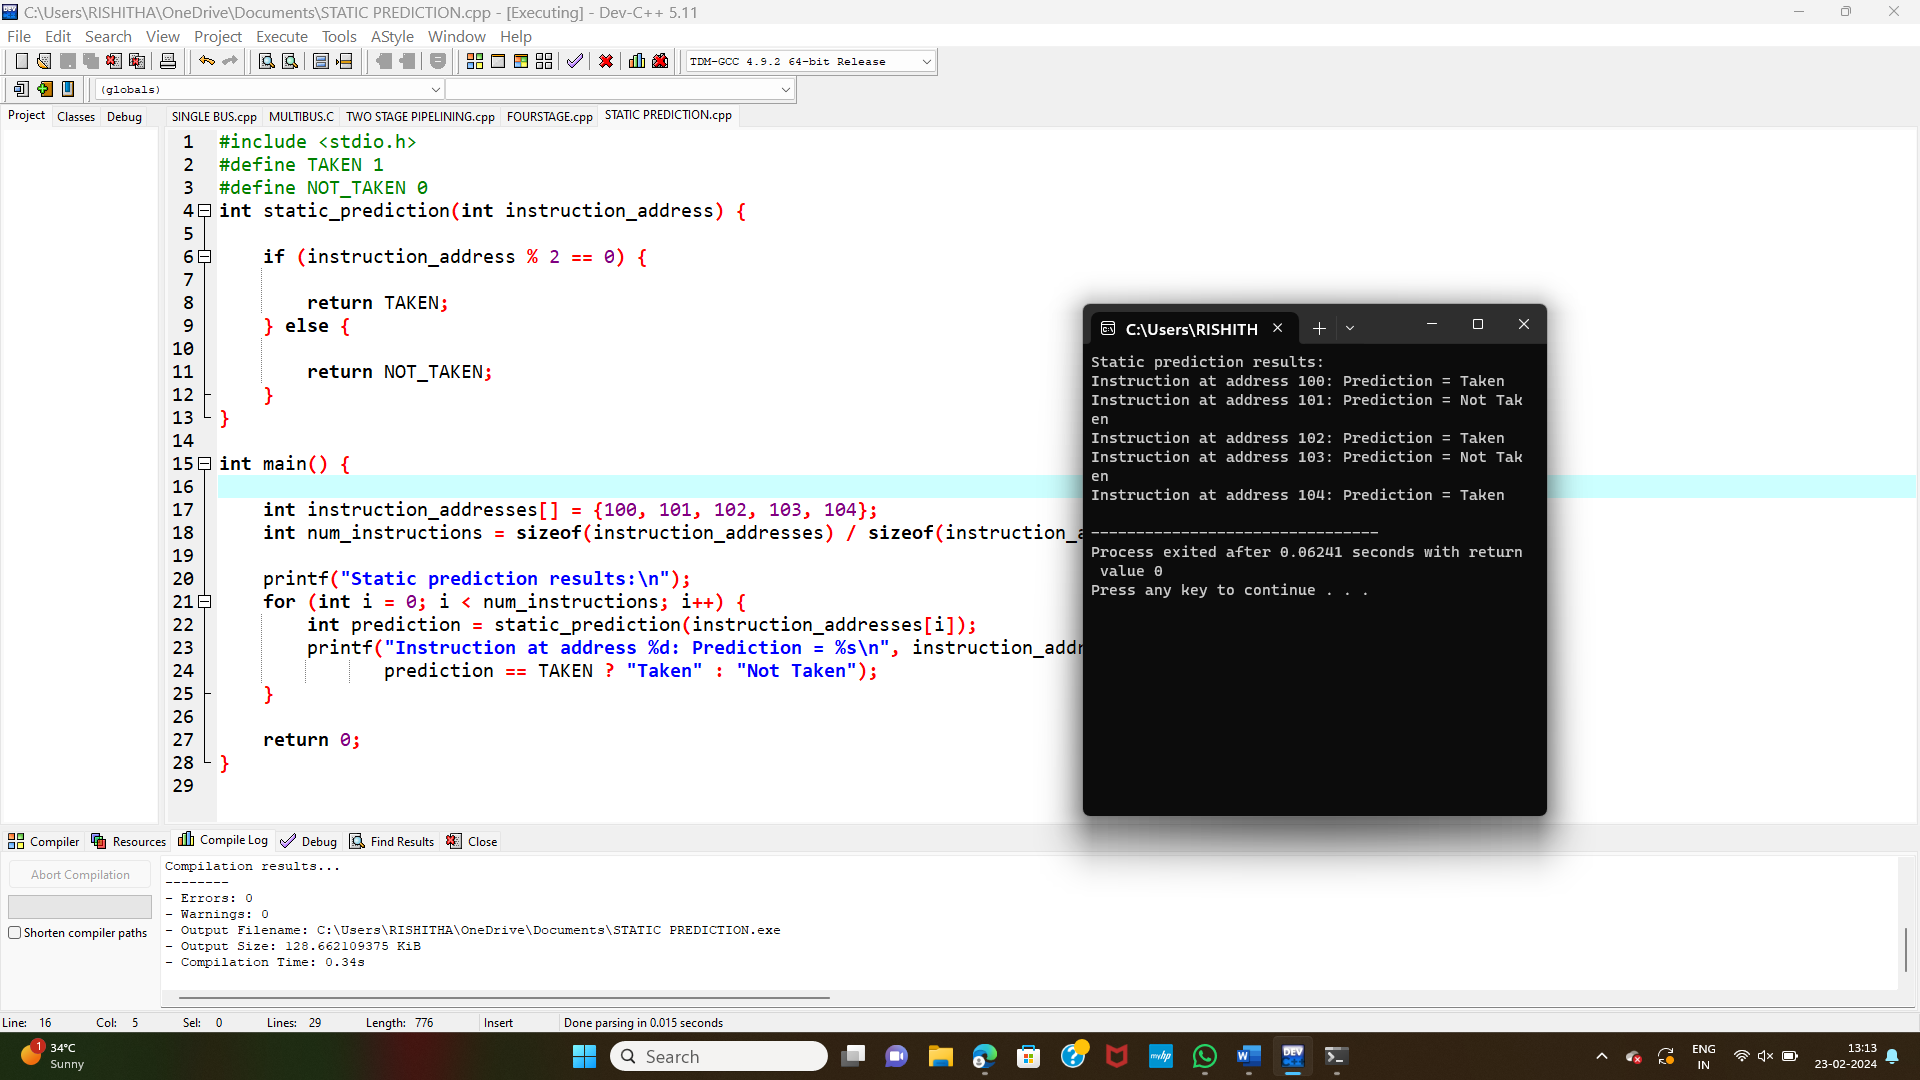 C:\Users\RISHITHA\OneDrive\Documents\STATIC PREDICTION.cpp - [Executing] - Dev-C++ 5.11
File Edit Search View Project Execute Tools AStyle Window Help
TDM-GCC 4.9.2 64-bit Release
(globals)
Project Classes Debug
SINGLE BUS.cpp MULTIBUS.C TWO STAGE PIPELINING.cpp FOURSTAGE.cpp STATIC PREDICTION.cpp
1 #include <stdio.h>
2 #define TAKEN 1
3 #define NOT_TAKEN 0
4 int static_prediction(int instruction_address) {
5
6 if (instruction_address % 2 == 0) {
7
8 return TAKEN;
9 } else {
10
11 return NOT_TAKEN;
12 }
13 }
14
15 int main() {
16
17 int instruction_addresses[] = {100, 101, 102, 103, 104};
18 int num_instructions = sizeof(instruction_addresses) / sizeof(instruction_a
19
20 printf("Static prediction results:\n");
21 for (int i = 0; i < num_instructions; i++) {
22 int prediction = static_prediction(instruction_addresses[i]);
23 printf("Instruction at address %d: Prediction = %s\n", instruction_addr
24 prediction == TAKEN ? "Taken" : "Not Taken");
25 }
26
27 return 0;
28 }
29
C:\Users\RISHITH
Static prediction results:
Instruction at address 100: Prediction = Taken
Instruction at address 101: Prediction = Not Tak
en
Instruction at address 102: Prediction = Taken
Instruction at address 103: Prediction = Not Tak
en
Instruction at address 104: Prediction = Taken
--------------------------------
Process exited after 0.06241 seconds with return
value 0
Press any key to continue . . .
Compiler Resources Compile Log Debug Find Results Close
Abort Compilation
Shorten compiler paths
Compilation results...
--------
- Errors: 0
- Warnings: 0
- Output Filename: C:\Users\RISHITHA\OneDrive\Documents\STATIC PREDICTION.exe
- Output Size: 128.662109375 KiB
- Compilation Time: 0.34s
Line: 16 Col: 5 Sel: 0 Lines: 29 Length: 776 Insert Done parsing in 0.015 seconds
1
34°C
Sunny
Search
myhp
W
DEV
ENG
IN
13:13
23-02-2024